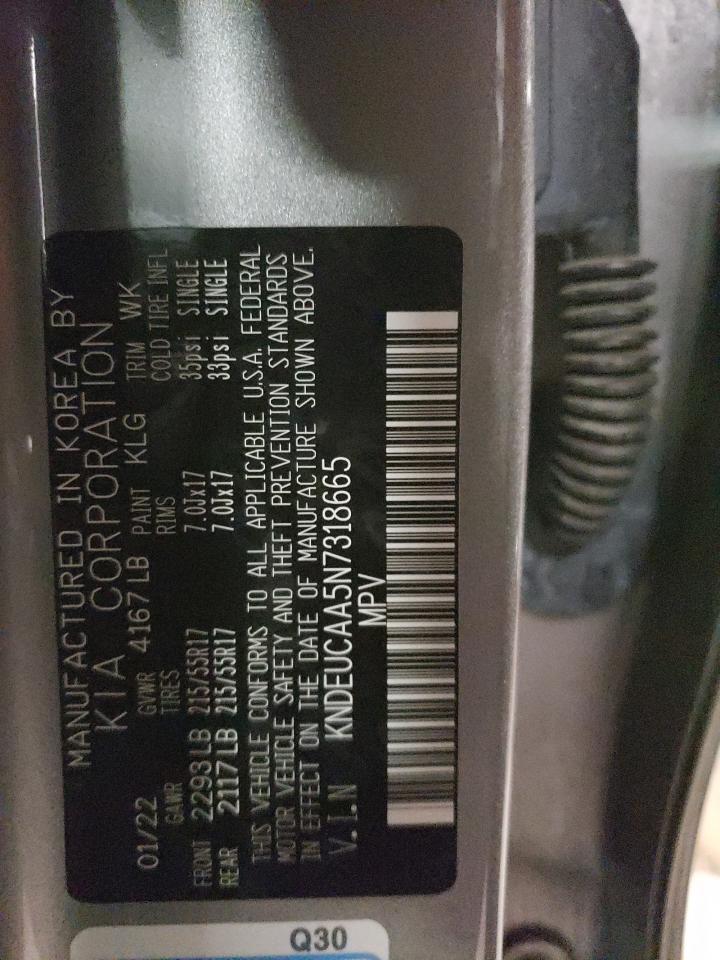 MANUFACTURED IN KOREA BY
KIA CORPORATION
01/22 GVWR 4167 LB PAINT KLG TRIM WK
GAWR TIRES RIMS COLD TIRE INFL
FRONT 2293 LB 215/55R17 7.0Jx17 35psi SINGLE
REAR 2117 LB 215/55R17 7.0Jx17 33psi SINGLE
THIS VEHICLE CONFORMS TO ALL APPLICABLE U.S.A. FEDERAL
MOTOR VEHICLE SAFETY AND THEFT PREVENTION STANDARDS
IN EFFECT ON THE DATE OF MANUFACTURE SHOWN ABOVE.
V.I.N KNDEUCAA5N7318665
MPV
Q30